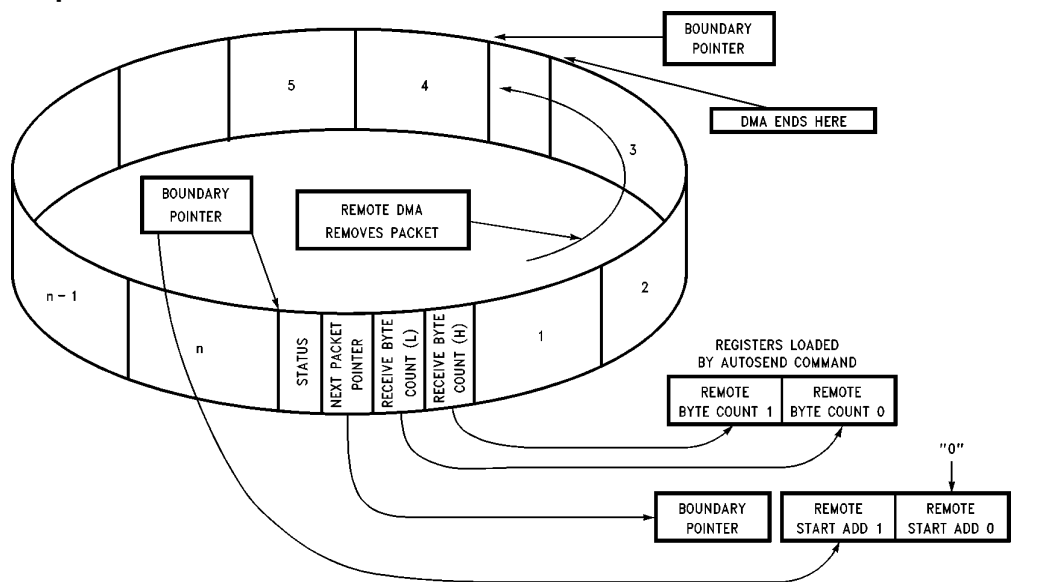 BOUNDARY
POINTER
5
4
DMA ENDS HERE
3
BOUNDARY
POINTER
REMOTE DMA
REMOVES PACKET
n-1
n
STATUS
NEXT PACKET
POINTER
RECEIVE BYTE
COUNT (L)
RECEIVE BYTE
COUNT (H)
1
2
REGISTERS LOADED
BY AUTOSEND COMMAND
REMOTE
BYTE COUNT 1
REMOTE
BYTE COUNT 0
"0"
BOUNDARY
POINTER
REMOTE
START ADD 1
REMOTE
START ADD 0